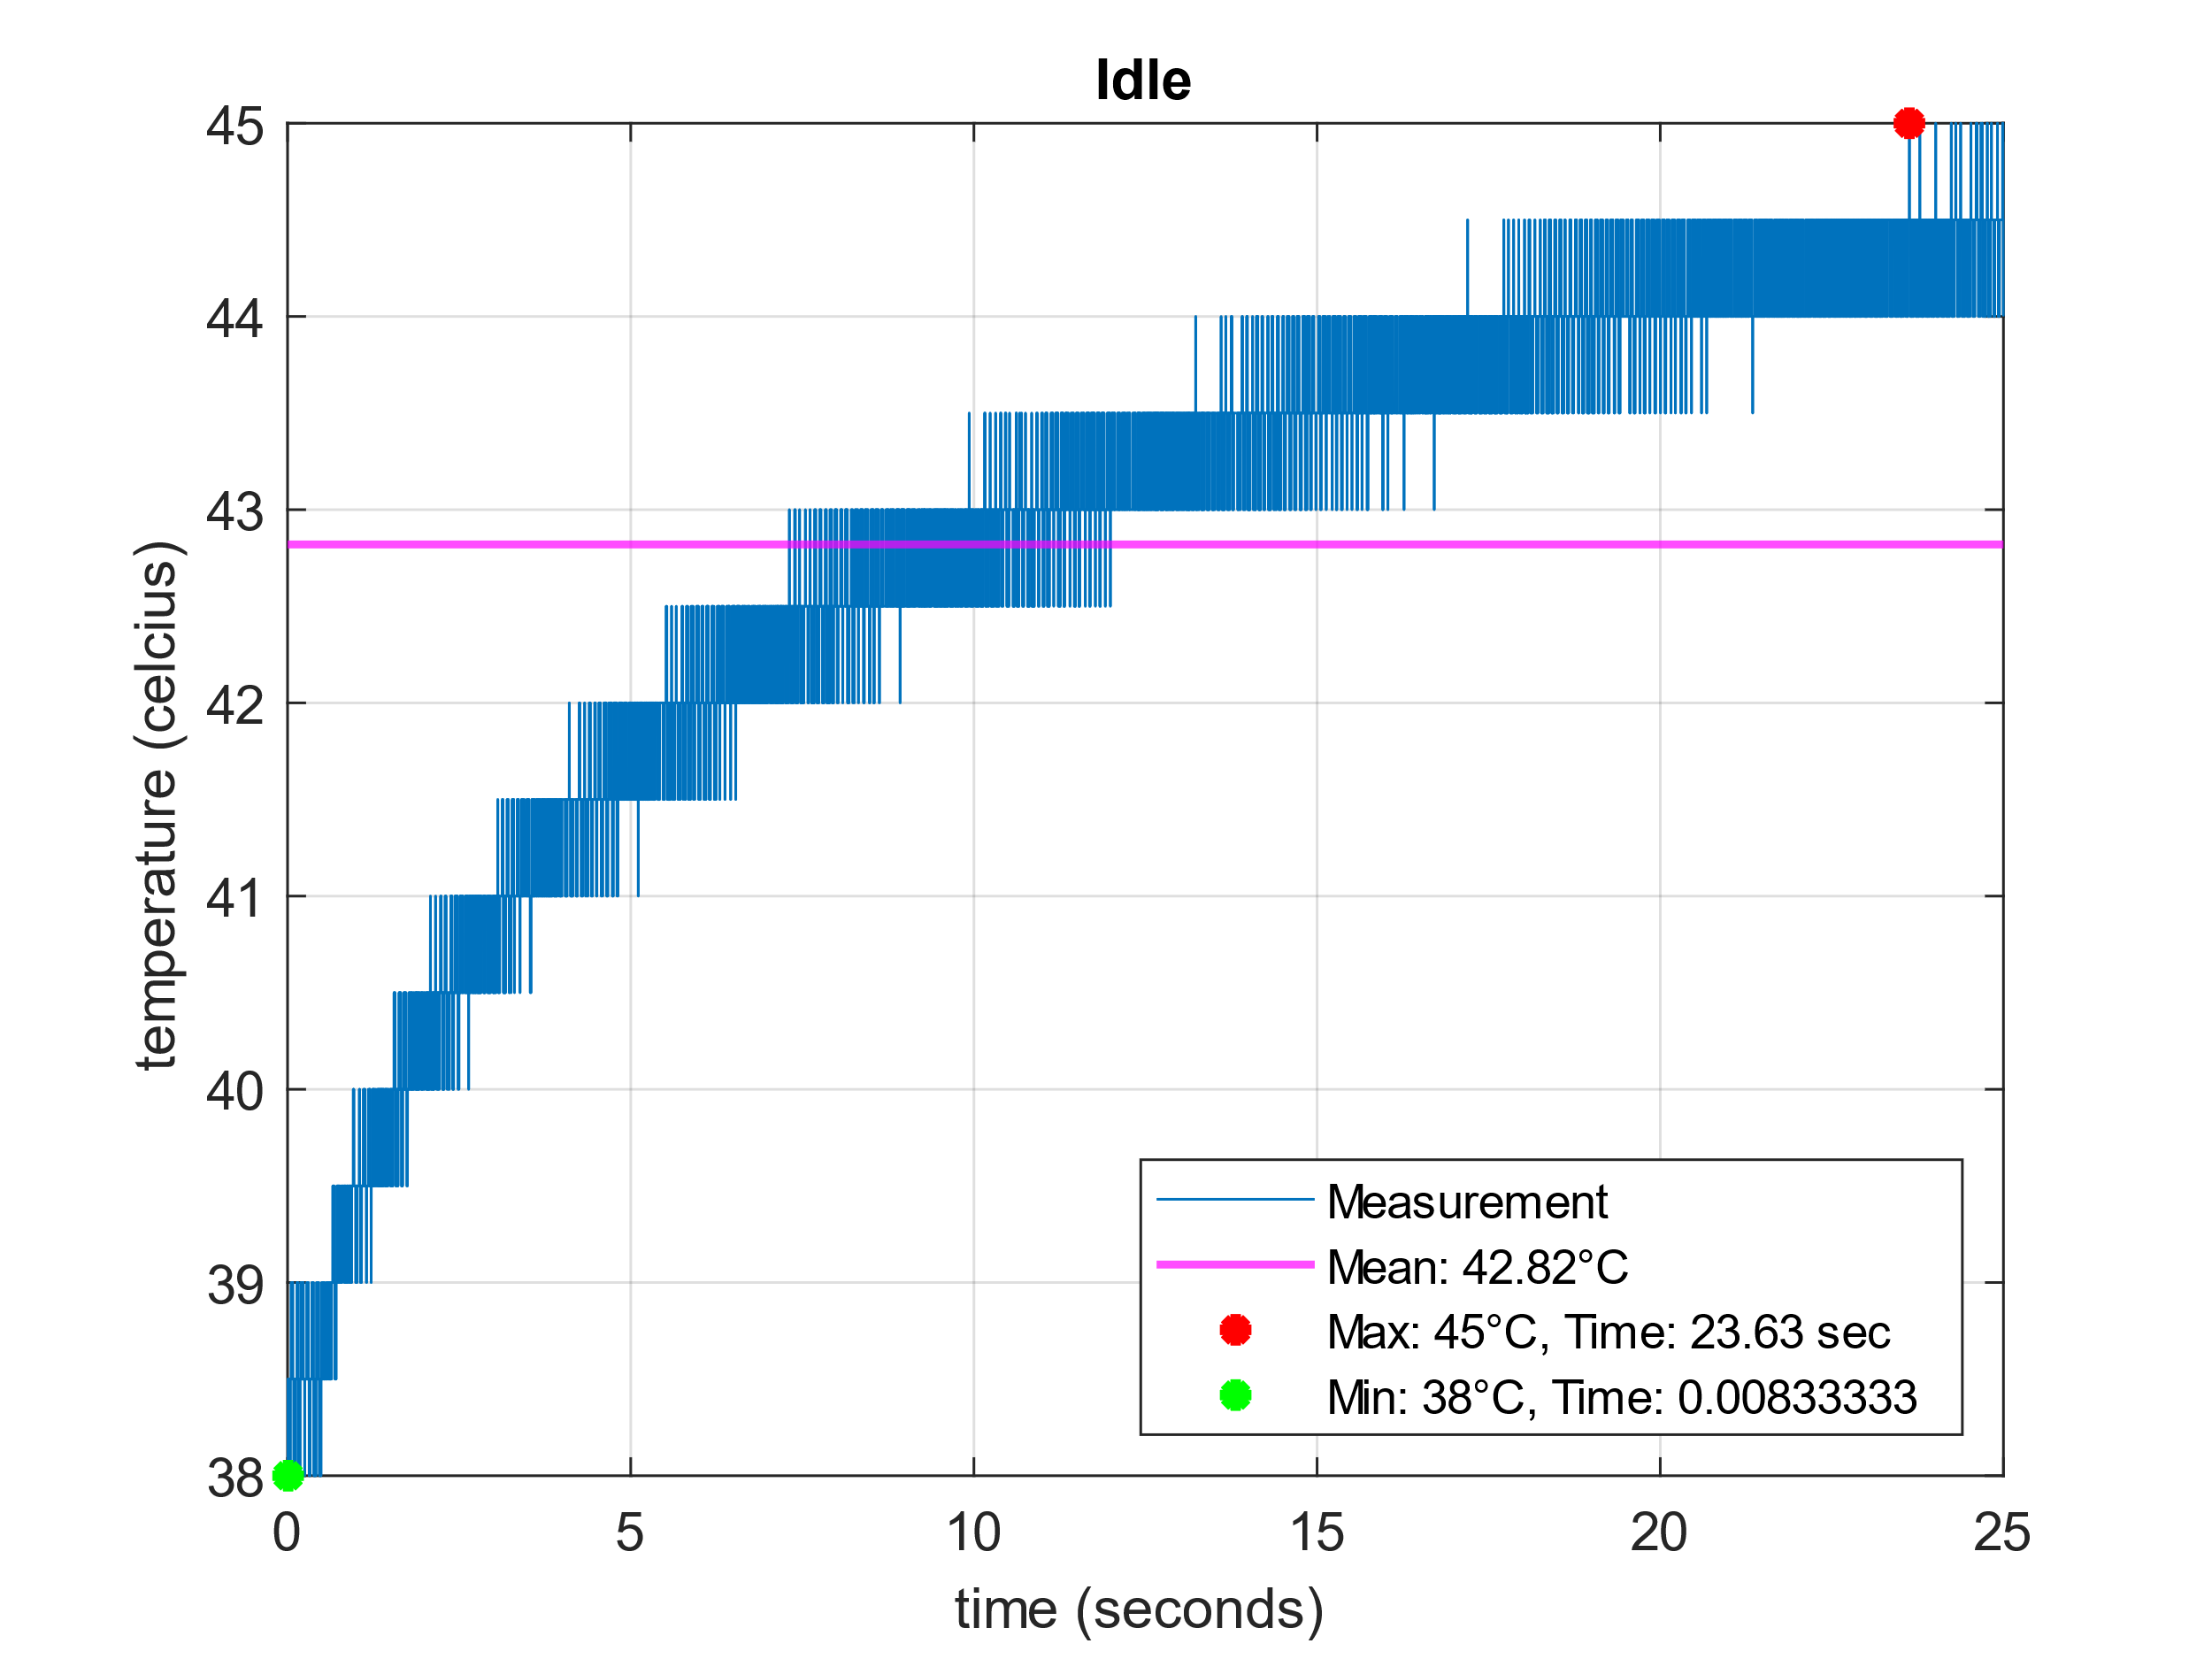 Idle
45
44
43
42
41
40
39
38
temperature (celcius)
0 5 10 15 20 25
time (seconds)
Measurement
Mean: 42.82°C
Max: 45°C, Time: 23.63 sec
Min: 38°C, Time: 0.00833333